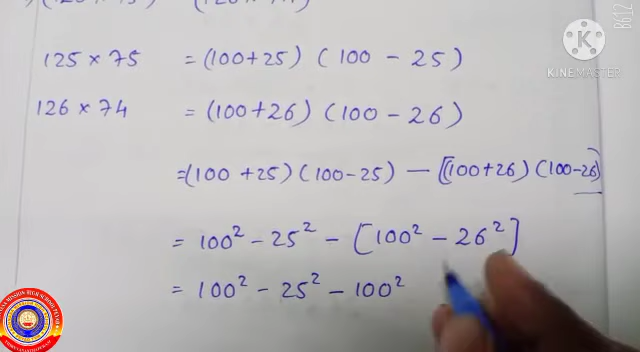 125 × 75 = (100+25) (100 - 25)
126 × 74 = (100+26) (100 - 26)
=(100 +25) (100-25) - [(100+26) (100-26)
= 100² - 25² - [100² - 26²]
= 100² - 25² - 100²
KINEMASTER